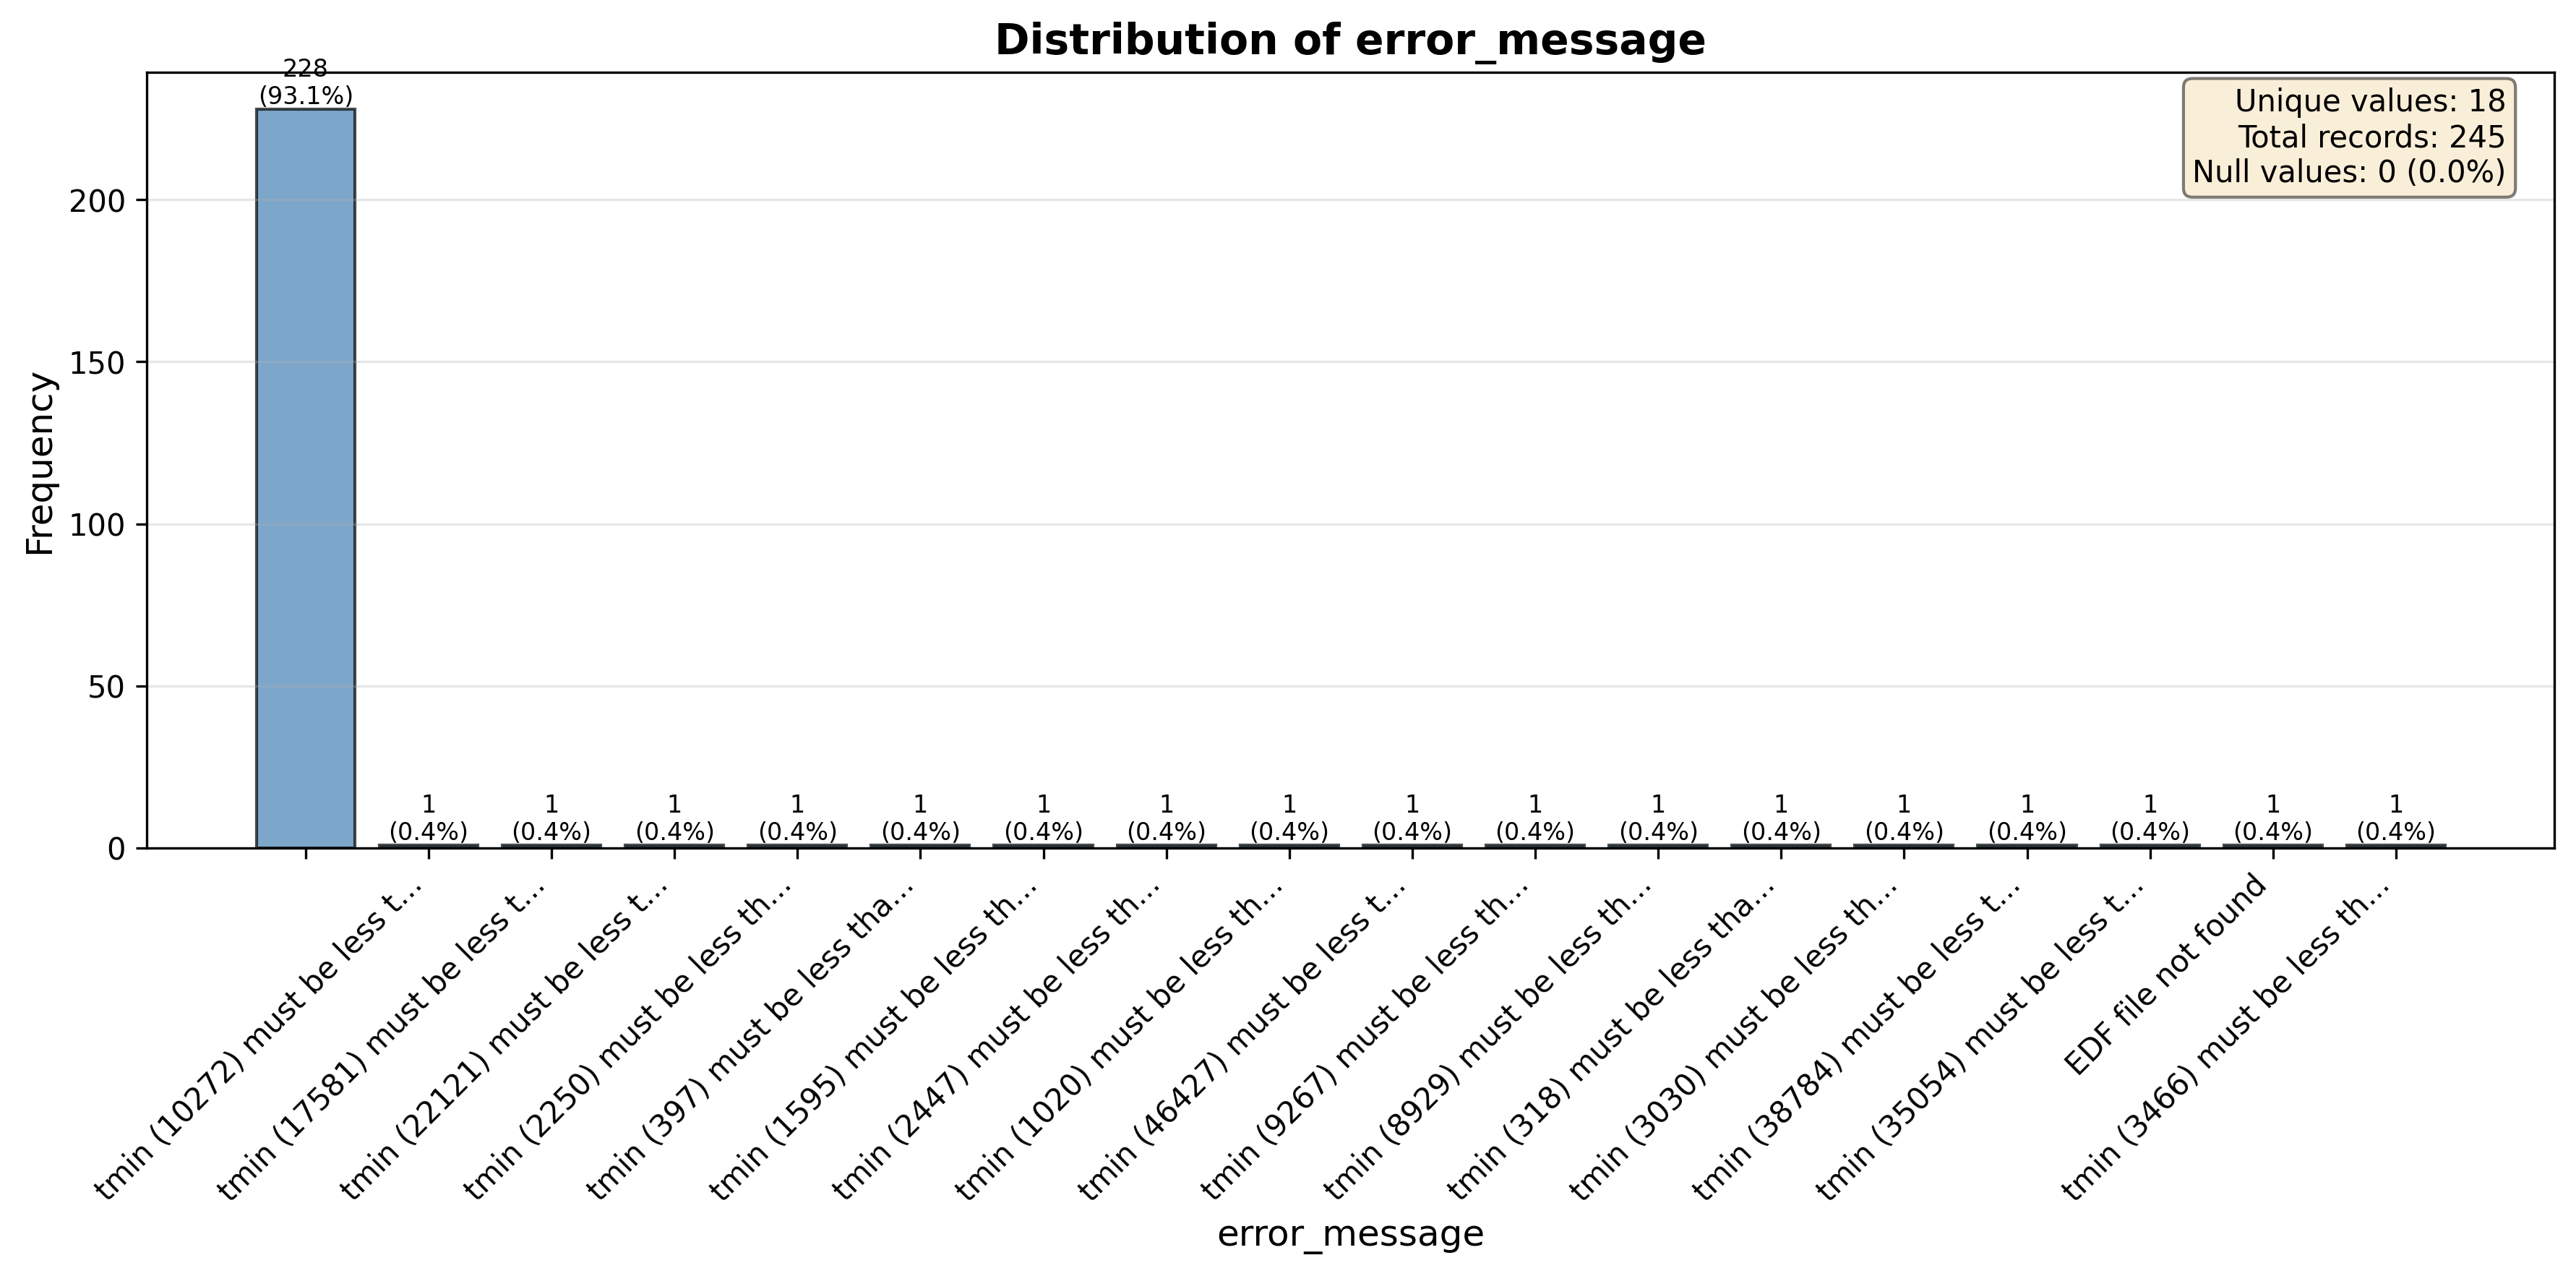 Distribution of error_message
228
(93.1%)
Unique values: 18
Total records: 245
Null values: 0 (0.0%)
Frequency
200
150
100
50
0
1
(0.4%)
1
(0.4%)
1
(0.4%)
1
(0.4%)
1
(0.4%)
1
(0.4%)
1
(0.4%)
1
(0.4%)
1
(0.4%)
1
(0.4%)
1
(0.4%)
1
(0.4%)
1
(0.4%)
1
(0.4%)
1
(0.4%)
1
(0.4%)
1
(0.4%)
tmin (10272) must be less t...
tmin (17581) must be less t...
tmin (22121) must be less t...
tmin (2250) must be less th...
tmin (397) must be less tha...
tmin (1595) must be less th...
tmin (2447) must be less th...
tmin (1020) must be less th...
tmin (46427) must be less t...
tmin (9267) must be less th...
tmin (8929) must be less th...
tmin (318) must be less tha...
tmin (3030) must be less th...
tmin (38784) must be less t...
tmin (35054) must be less t...
EDF file not found
tmin (3466) must be less th...
error_message